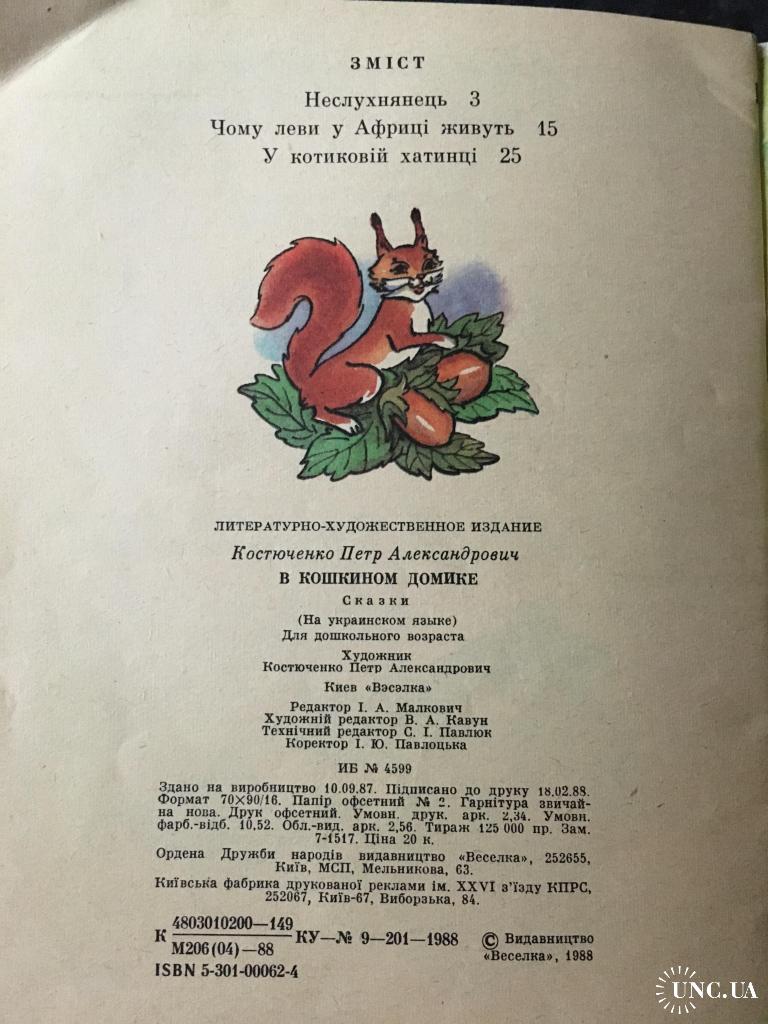 ЗМІСТ
Неслухнянець 3
Чому леви у Африці живуть 15
У котиковій хатинці 25
ЛИТЕРАТУРНО-ХУДОЖЕСТВЕННОЕ ИЗДАНИЕ
Костюченко Петр Александрович
В КОШКИНОМ ДОМИКЕ
Сказки
(На украинском языке)
Для дошкольного возраста
Художник
Костюченко Петр Александрович
Киев «Вэсэлка»
Редактор І. А. Малкович
Художній редактор В. А. Кавун
Технічний редактор С. І. Павлюк
Коректор І. Ю. Павлоцька
ИБ № 4599
Здано на виробництво 10.09.87. Підписано до друку 18.02.88.
Формат 70×90/16. Папір офсетний № 2. Гарнітура звичай-
на нова. Друк офсетний. Умовн. друк. арк. 2,34. Умовн.
фарб.-відб. 10,52. Обл.-вид. арк. 2,56. Тираж 125 000 пр. Зам.
7-1517. Ціна 20 к.
Ордена Дружби народів видавництво «Веселка», 252655,
Київ, МСП, Мельникова, 63.
Київська фабрика друкованої реклами ім. XXVI з'їзду КПРС,
252067, Київ-67, Виборзька, 84.
К 4803010200—149
М206(04)—88 КУ—№ 9—201—1988
© Видавництво
«Веселка», 1988
ISBN 5-301-00062-4
UNC.UA